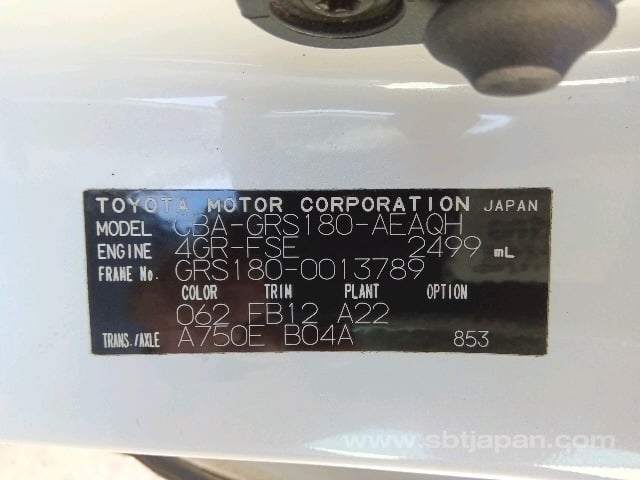 TOYOTA MOTOR CORPORATION JAPAN
MODEL CBA-GRS180-AEAQH
ENGINE 4GR-FSE 2499 mL
FRAME No. GRS180-0013789
COLOR TRIM PLANT OPTION
062 FB12 A22
TRANS./AXLE A750E B04A 853
www.sbtjapan.com